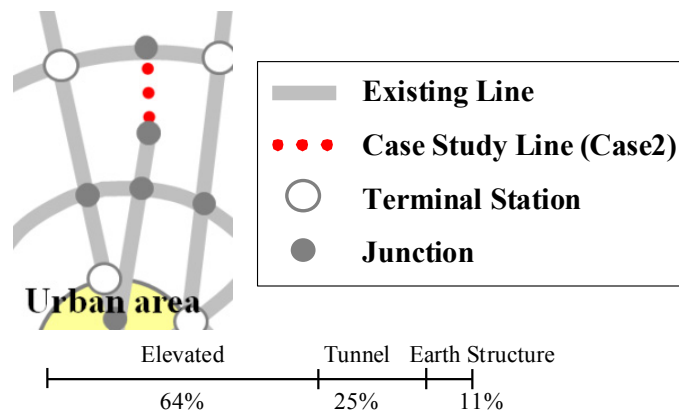 Existing Line
Case Study Line (Case2)
Terminal Station
Junction
Urban area
Elevated Tunnel Earth Structure
64% 25% 11%